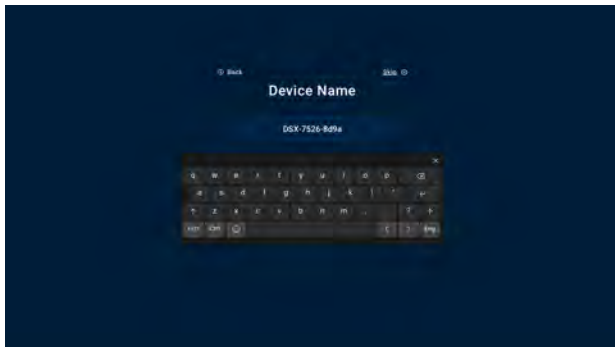 Back
Skip
Device Name
DSX-7526-8d9a
q w e r t y u i o p
a s d f g h j k l '
z x c v b n m , ?
Ctrl
Eng